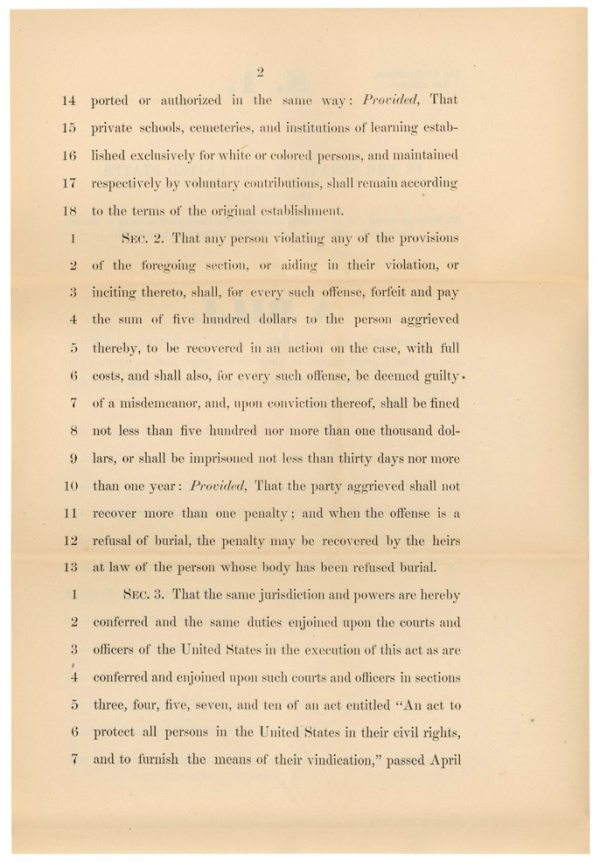 2
14 ported or authorized in the same way: Provided, That
15 private schools, cemeteries, and institutions of learning estab-
16 lished exclusively for white or colored persons, and maintained
17 respectively by voluntary contributions, shall remain according
18 to the terms of the original establishment.
1 SEC. 2. That any person violating any of the provisions
2 of the foregoing section, or aiding in their violation, or
3 inciting thereto, shall, for every such offense, forfeit and pay
4 the sum of five hundred dollars to the person aggrieved
5 thereby, to be recovered in an action on the case, with full
6 costs, and shall also, for every such offense, be deemed guilty
7 of a misdemeanor, and, upon conviction thereof, shall be fined
8 not less than five hundred nor more than one thousand dol-
9 lars, or shall be imprisoned not less than thirty days nor more
10 than one year: Provided, That the party aggrieved shall not
11 recover more than one penalty; and when the offense is a
12 refusal of burial, the penalty may be recovered by the heirs
13 at law of the person whose body has been refused burial.
1 SEC. 3. That the same jurisdiction and powers are hereby
2 conferred and the same duties enjoined upon the courts and
3 officers of the United States in the execution of this act as are
4 conferred and enjoined upon such courts and officers in sections
5 three, four, five, seven, and ten of an act entitled “An act to
6 protect all persons in the United States in their civil rights,
7 and to furnish the means of their vindication,” passed April